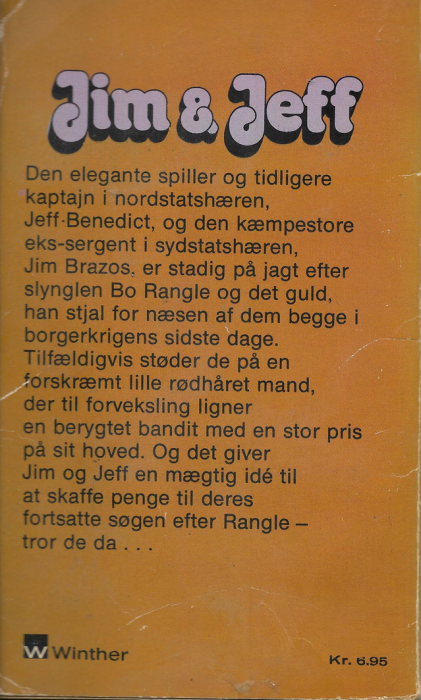 Jim & Jeff
Den elegante spiller og tidligere
kaptajn i nordstatshæren,
Jeff Benedict, og den kæmpestore
eks-sergent i sydstatshæren,
Jim Brazos, er stadig på jagt efter
slynglen Bo Rangle og det guld,
han stjal for næsen af dem begge i
borgerkrigens sidste dage.
Tilfældigvis støder de på en
forskræmt lille rødhåret mand,
der til forveksling ligner
en berygtet bandit med en stor pris
på sit hoved. Og det giver
Jim og Jeff en mægtig idé til
at skaffe penge til deres
fortsatte søgen efter Rangle –
tror de da . . .
W Winther
Kr. 6.95